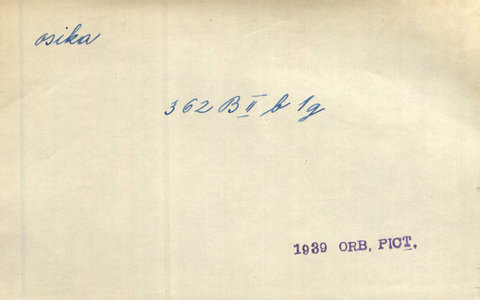 osika
362 B II b 1g
1939 ORB. PICT.